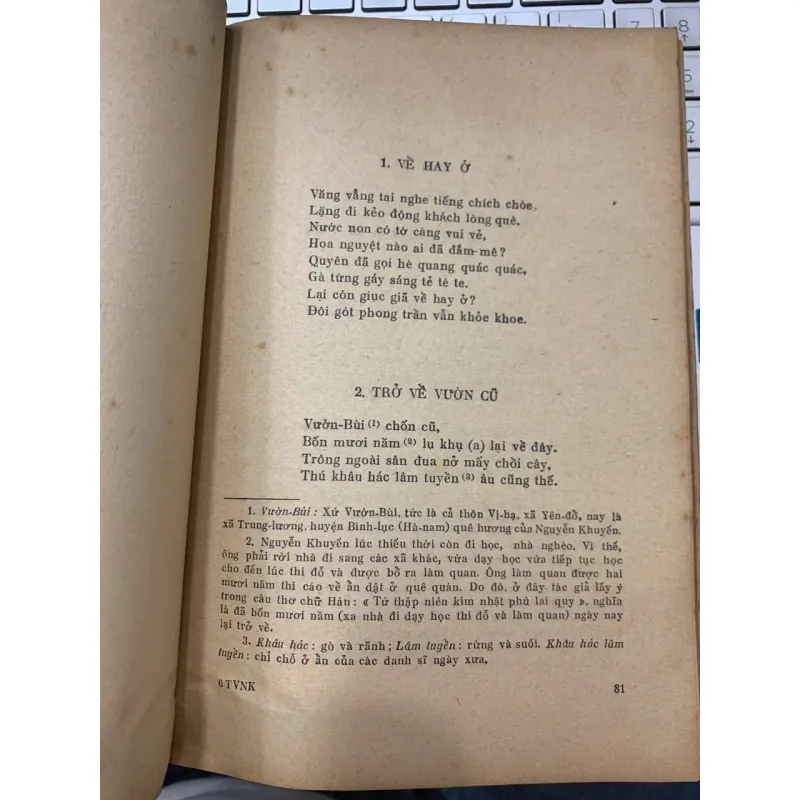 1. VỀ HAY Ở
Văng vẳng tai nghe tiếng chích chòe,
Lặng đi kẻo động khách lòng quê.
Nước non có tớ càng vui vẻ,
Hoa nguyệt nào ai đã đắm-mê?
Quyên đã gọi hè quang quác quác,
Gà từng gáy sáng tẻ tè te.
Lại còn giục giã về hay ở?
Đôi gót phong trần vẫn khỏe khoe.
2. TRỞ VỀ VƯỜN CŨ
Vườn-Bùi (1) chốn cũ,
Bốn mươi năm (2) lụ khụ (a) lại về đây.
Trông ngoài sân đua nở mấy chồi cây,
Thú khâu hác lâm tuyền (3) âu cũng thế.
1. Vườn-Bùi : Xứ Vườn-Bùi, tức là cả thôn Vị-hạ, xã Yên-đổ, nay là
xã Trung-lương, huyện Bình-lục (Hà-nam) quê hương của Nguyễn Khuyến.
2. Nguyễn Khuyến lúc thiếu thời còn đi học, nhà nghèo. Vì thế,
ông phải rời nhà đi sang các xã khác, vừa dạy học vừa tiếp tục học
cho đến lúc thi đỗ và được bổ ra làm quan. Ông làm quan được hai
mươi năm thì cáo về ẩn dật ở quê quán. Do đó, ở đây tác giả lấy ý
trong câu thơ chữ Hán : « Tứ thập niên kim nhật phủ lai quy », nghĩa
là đã bốn mươi năm (xa nhà đi dạy học thi đỗ và làm quan) ngày nay
lại trở về.
3. Khâu hác : gò và rãnh ; Lâm tuyền : rừng và suối. Khâu hác lâm
tuyền : chỉ chỗ ở ẩn của các danh sĩ ngày xưa.
6 TVNK
81
8
5
2